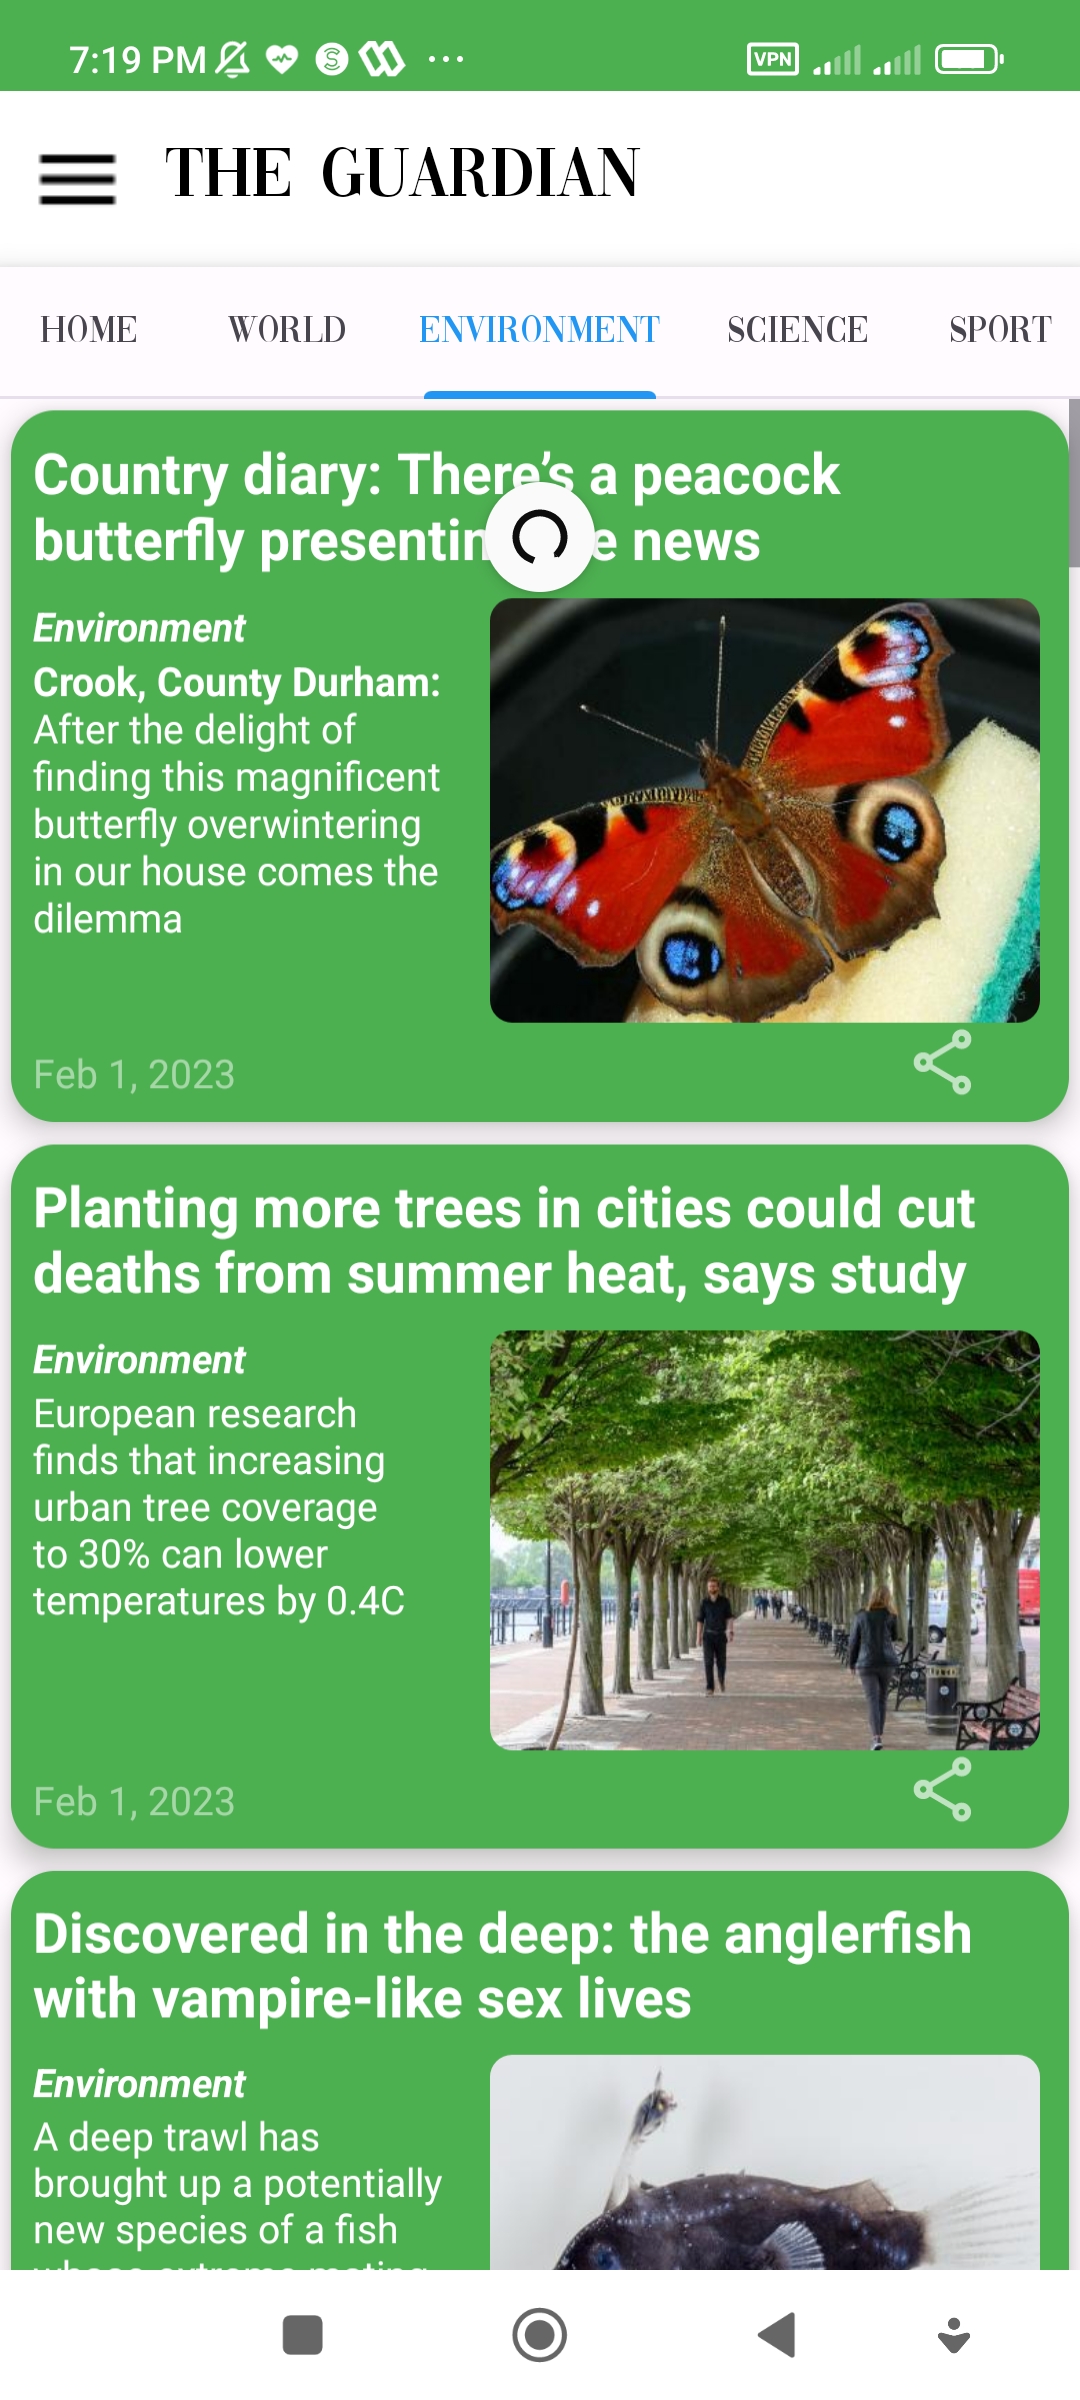 7:19 PM
VPN
THE GUARDIAN
HOME WORLD ENVIRONMENT SCIENCE SPORT
Country diary: There’s a peacock
butterfly presentin e news
Environment
Crook, County Durham:
After the delight of
finding this magnificent
butterfly overwintering
in our house comes the
dilemma
Feb 1, 2023
Planting more trees in cities could cut
deaths from summer heat, says study
Environment
European research
finds that increasing
urban tree coverage
to 30% can lower
temperatures by 0.4C
Feb 1, 2023
Discovered in the deep: the anglerfish
with vampire-like sex lives
Environment
A deep trawl has
brought up a potentially
new species of a fish
whose extreme mating